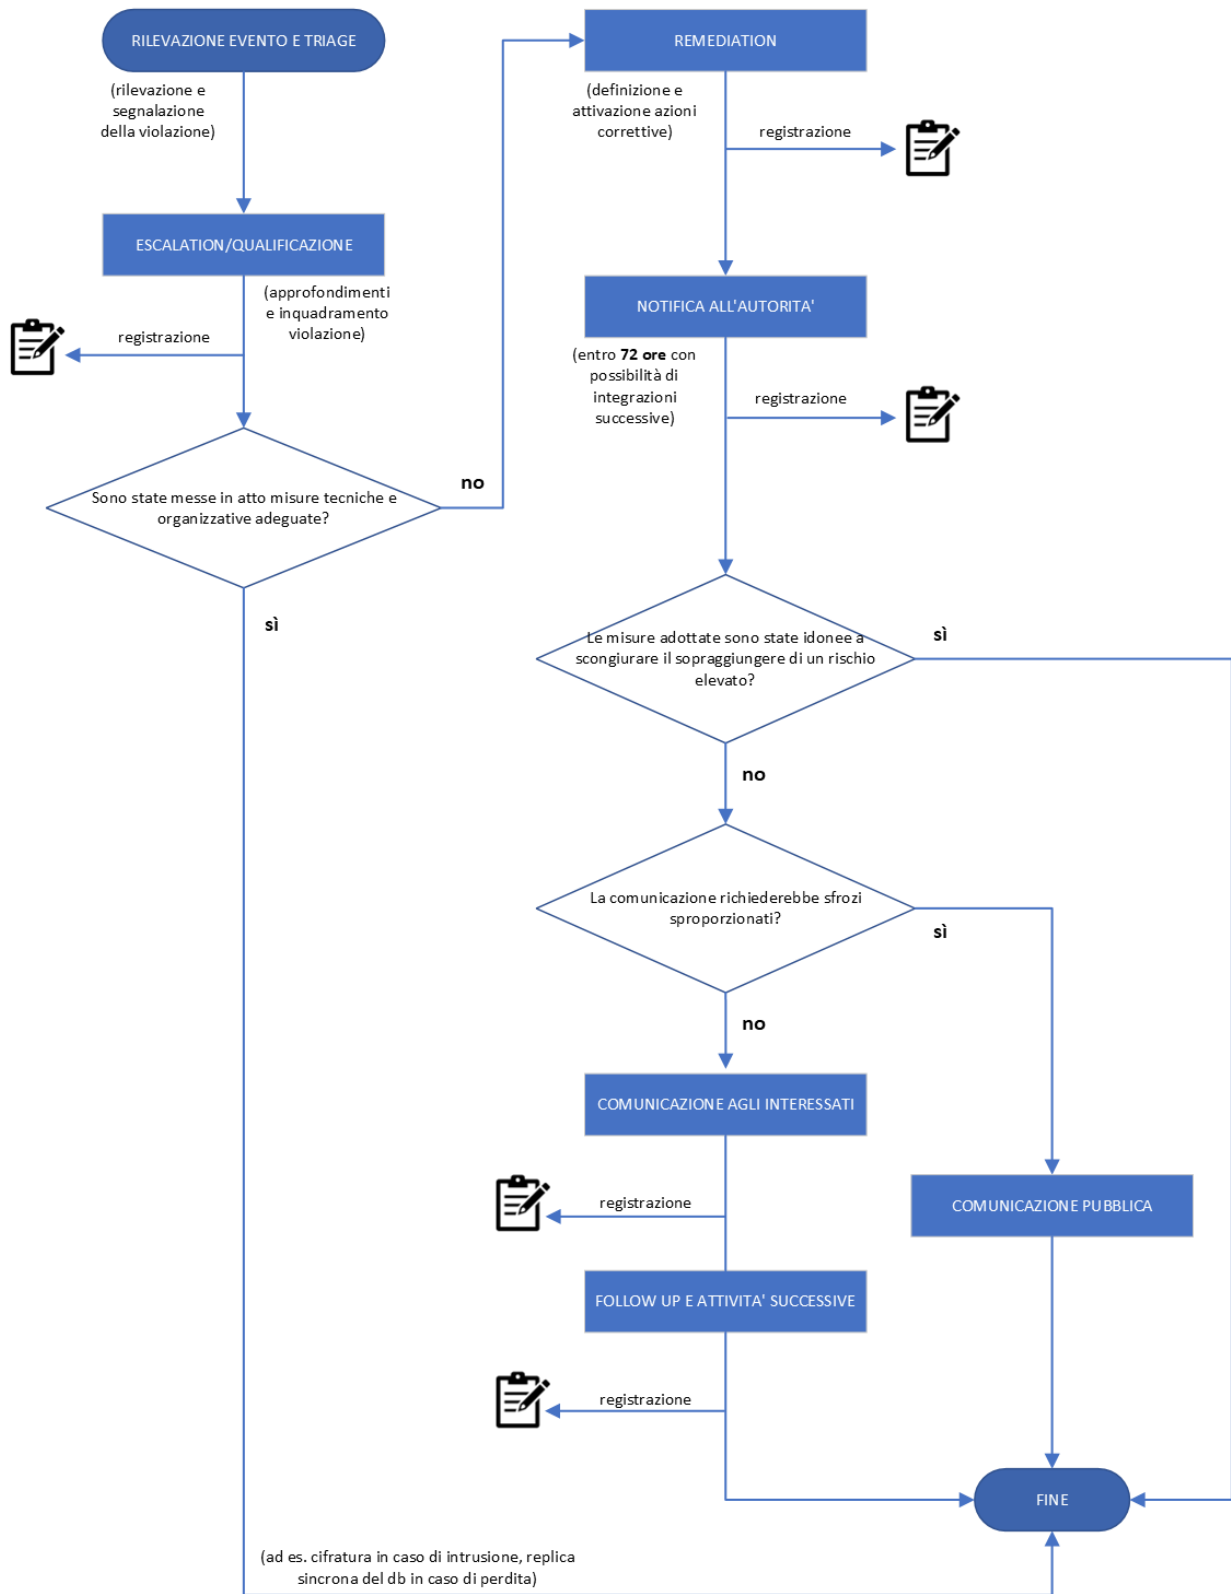 RILEVAZIONE EVENTO E TRIAGE
(rilevazione e
segnalazione
della violazione)
ESCALATION/QUALIFICAZIONE
(approfondimenti
e inquadramento
violazione)
registrazione
Sono state messe in atto misure tecniche e
organizzative adeguate?
no
sì
REMEDIATION
(definizione e
attivazione azioni
correttive)
registrazione
NOTIFICA ALL'AUTORITA'
(entro 72 ore con
possibilità di
integrazioni
successive)
registrazione
Le misure adottate sono state idonee a
scongiurare il sopraggiungere di un rischio
elevato?
sì
no
La comunicazione richiederebbe sfrozi
sproporzionati?
sì
no
COMUNICAZIONE AGLI INTERESSATI
registrazione
COMUNICAZIONE PUBBLICA
FOLLOW UP E ATTIVITA' SUCCESSIVE
registrazione
FINE
(ad es. cifratura in caso di intrusione, replica
sincrona del db in caso di perdita)